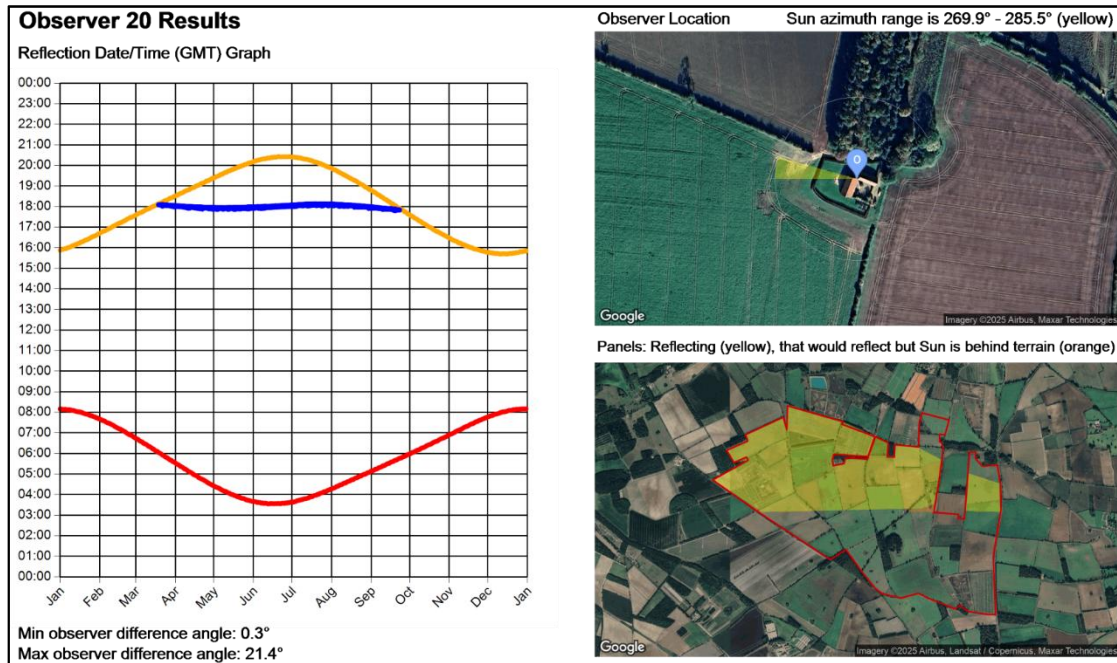 Observer 20 Results
Reflection Date/Time (GMT) Graph
00:00
23:00
22:00
21:00
20:00
19:00
18:00
17:00
16:00
15:00
14:00
13:00
12:00
11:00
10:00
09:00
08:00
07:00
06:00
05:00
04:00
03:00
02:00
01:00
00:00
Jan Feb Mar Apr May Jun Jul Aug Sep Oct Nov Dec Jan
Min observer difference angle: 0.3°
Max observer difference angle: 21.4°
Observer Location Sun azimuth range is 269.9° - 285.5° (yellow)
O
Google
Imagery ©2025 Airbus, Maxar Technologies
Panels: Reflecting (yellow), that would reflect but Sun is behind terrain (orange)
Google
Imagery ©2025 Airbus, Landsat / Copernicus, Maxar Technologies